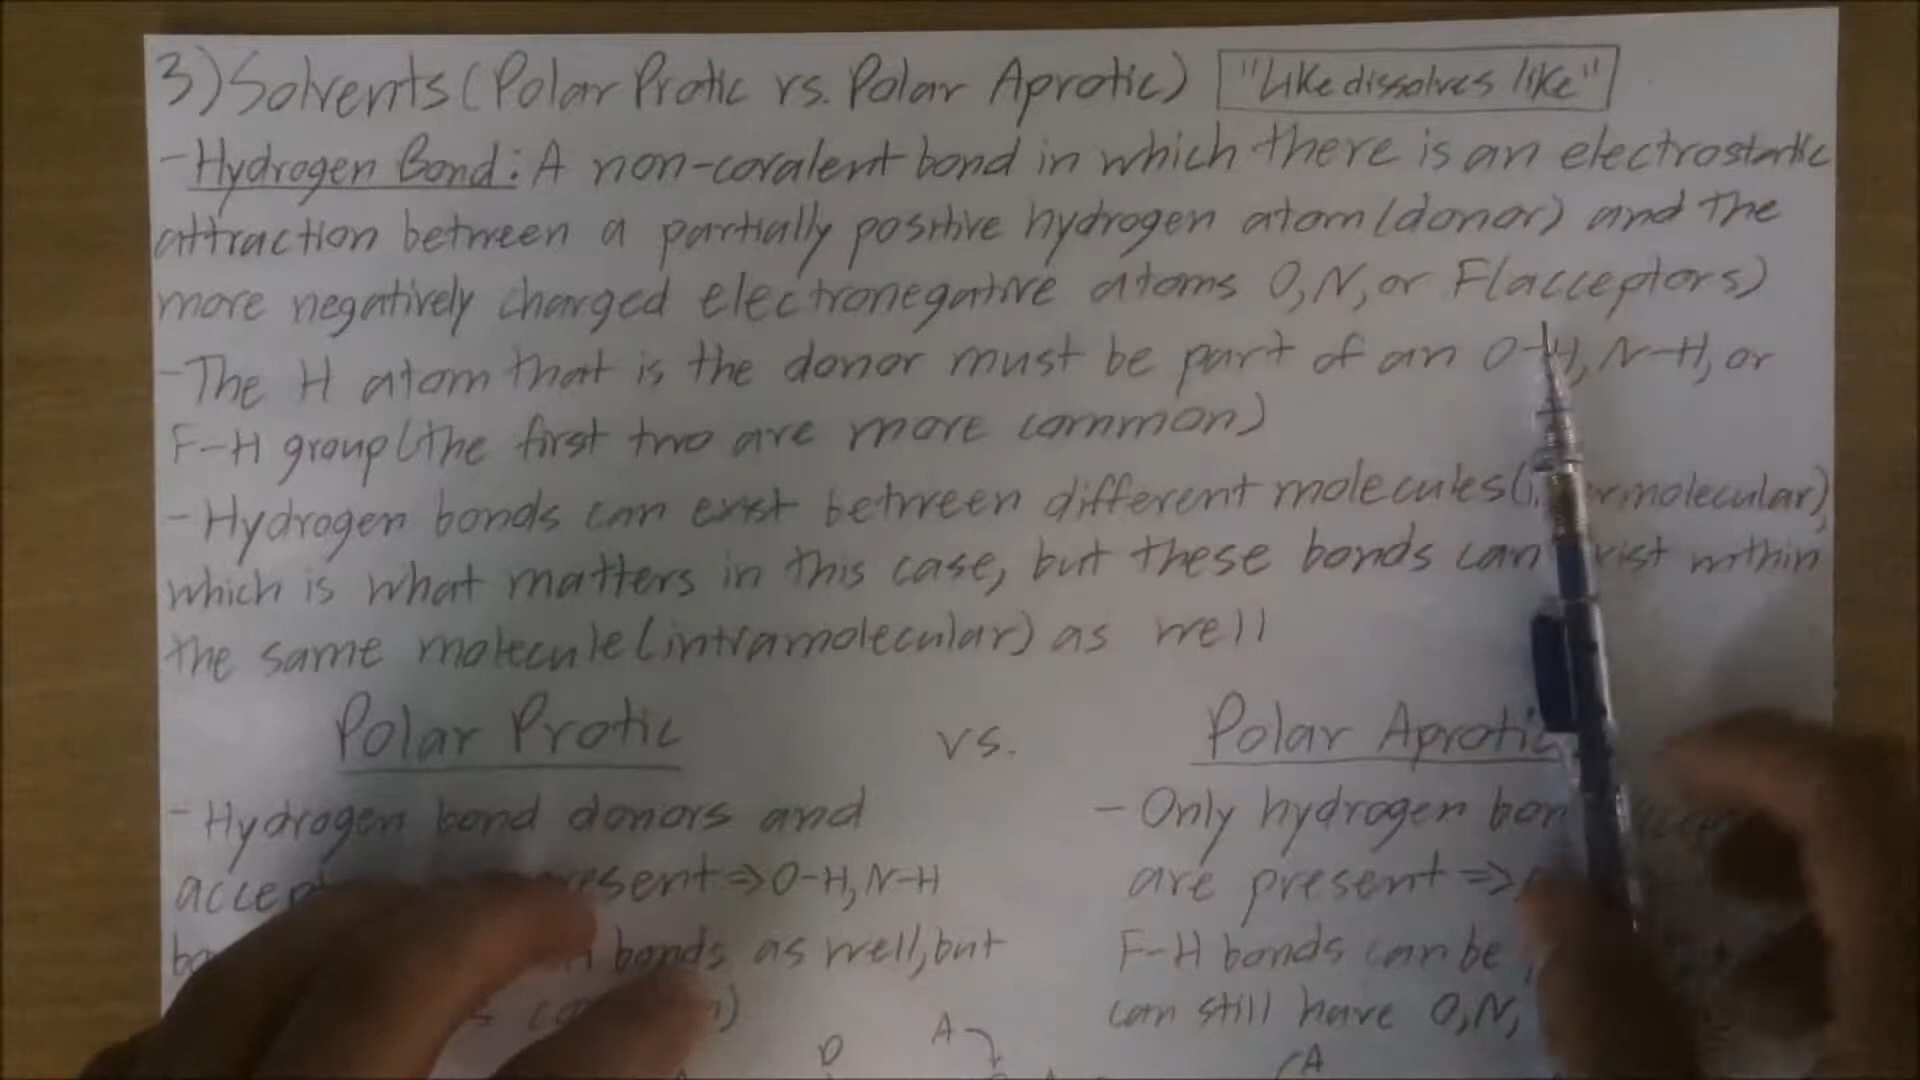 3) Solvents (Polar Protic vs. Polar Aprotic) "Like dissolves like"
- Hydrogen Bond: A non-covalent bond in which there is an electrostatic
attraction between a partially positive hydrogen atom (donor) and the
more negatively charged electronegative atoms O, N, or F (acceptors)
- The H atom that is the donor must be part of an O-H, N-H, or
F-H group (the first two are more common)
- Hydrogen bonds can exist between different molecules
which is what matters in this case, but these bonds can within
the same molecule (intramolecular) as well
Polar Protic vs. Polar Aprotic
- Hydrogen bond donors and
⇒ O-H, N-H
bonds as well, but
- Only hydrogen
are present ⇒
F-H bonds can be
can still have O, N,
D
A
A